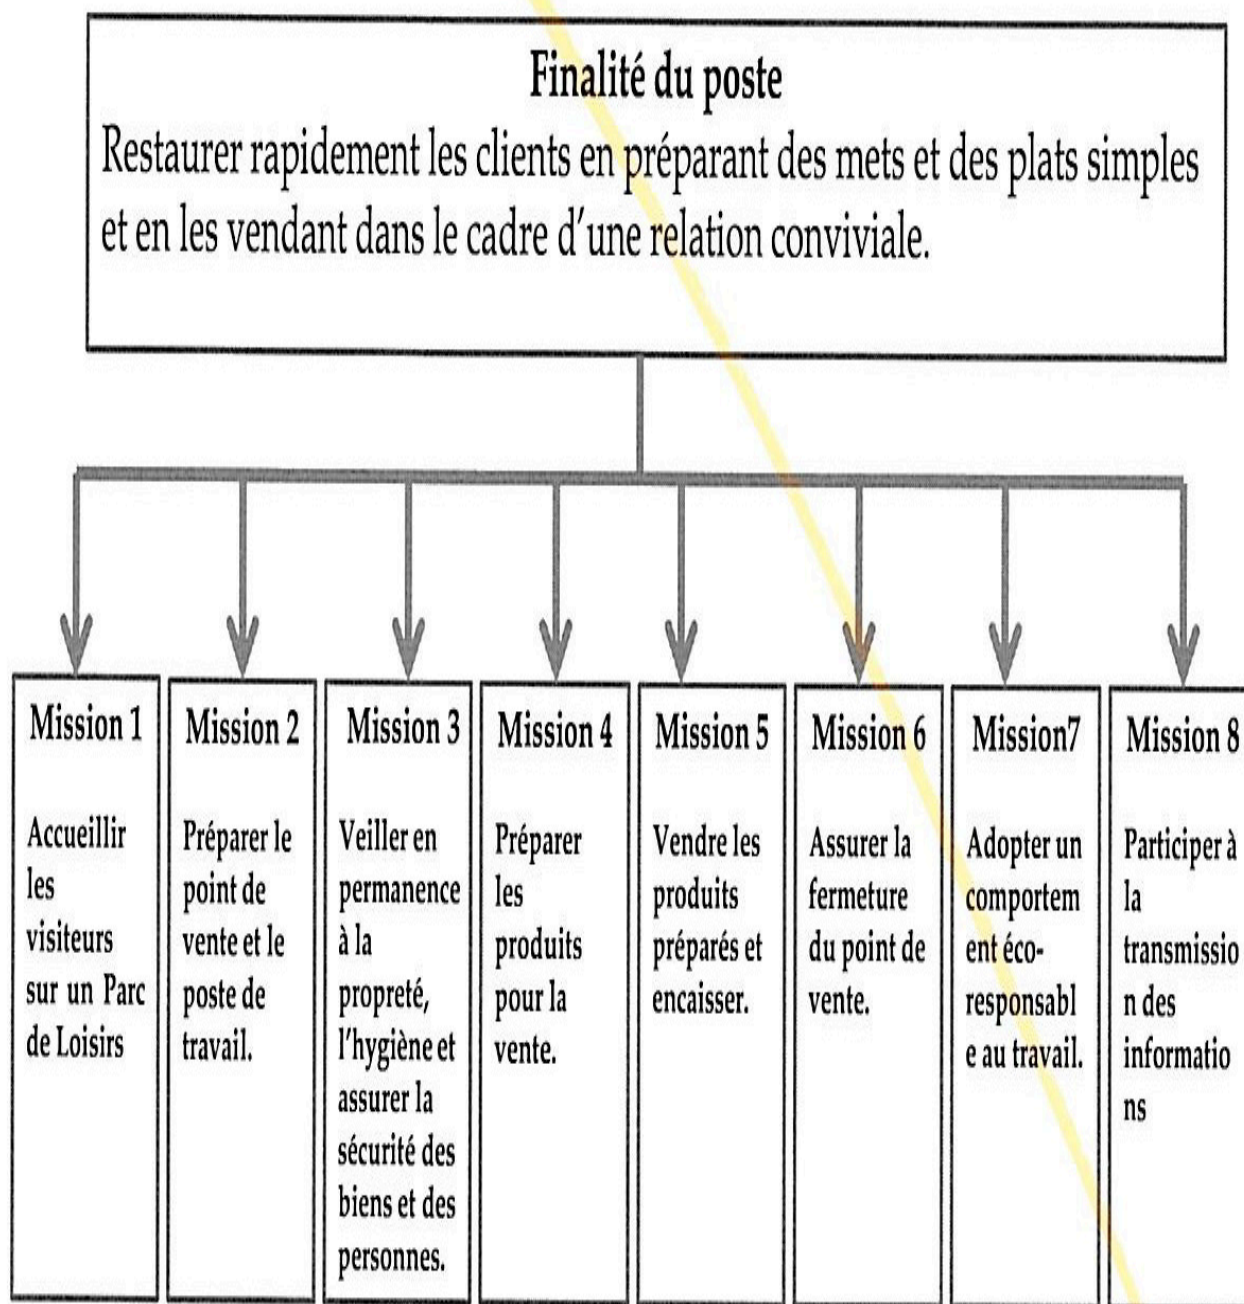 Finalité du poste
Restaurer rapidement les clients en préparant des mets et des plats simples
et en les vendant dans le cadre d'une relation conviviale.
Mission 1
Accueillir
les
visiteurs
sur un Parc
de Loisirs
Mission 2
Préparer le
point de
vente et le
poste de
travail.
Mission 3
Veiller en
permanence
à la
propreté,
l'hygiène et
assurer la
sécurité des
biens et des
personnes.
Mission 4
Préparer
les
produits
pour la
vente.
Mission 5
Vendre les
produits
préparés et
encaisser.
Mission 6
Assurer la
fermeture
du point de
vente.
Mission7
Adopter un
comportem
ent éco-
responsabl
e au travail.
Mission 8
Participer à
la
transmissio
n des
informatio
ns